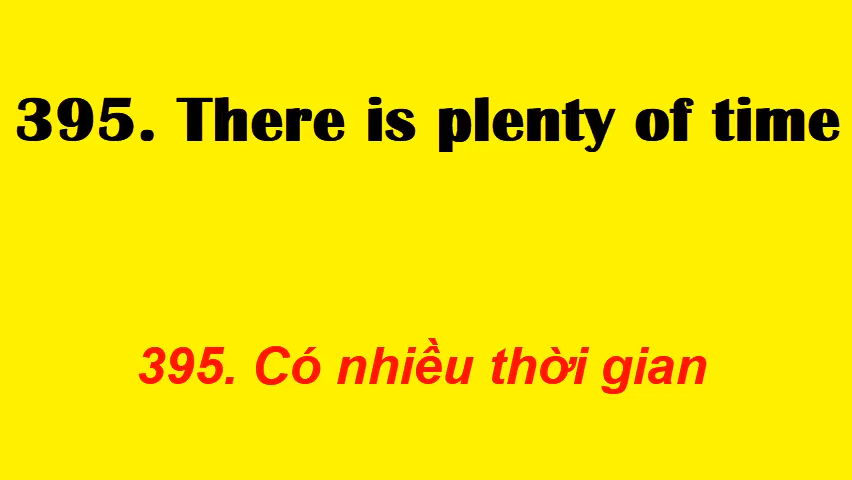 395. There is plenty of time
395. Có nhiều thời gian